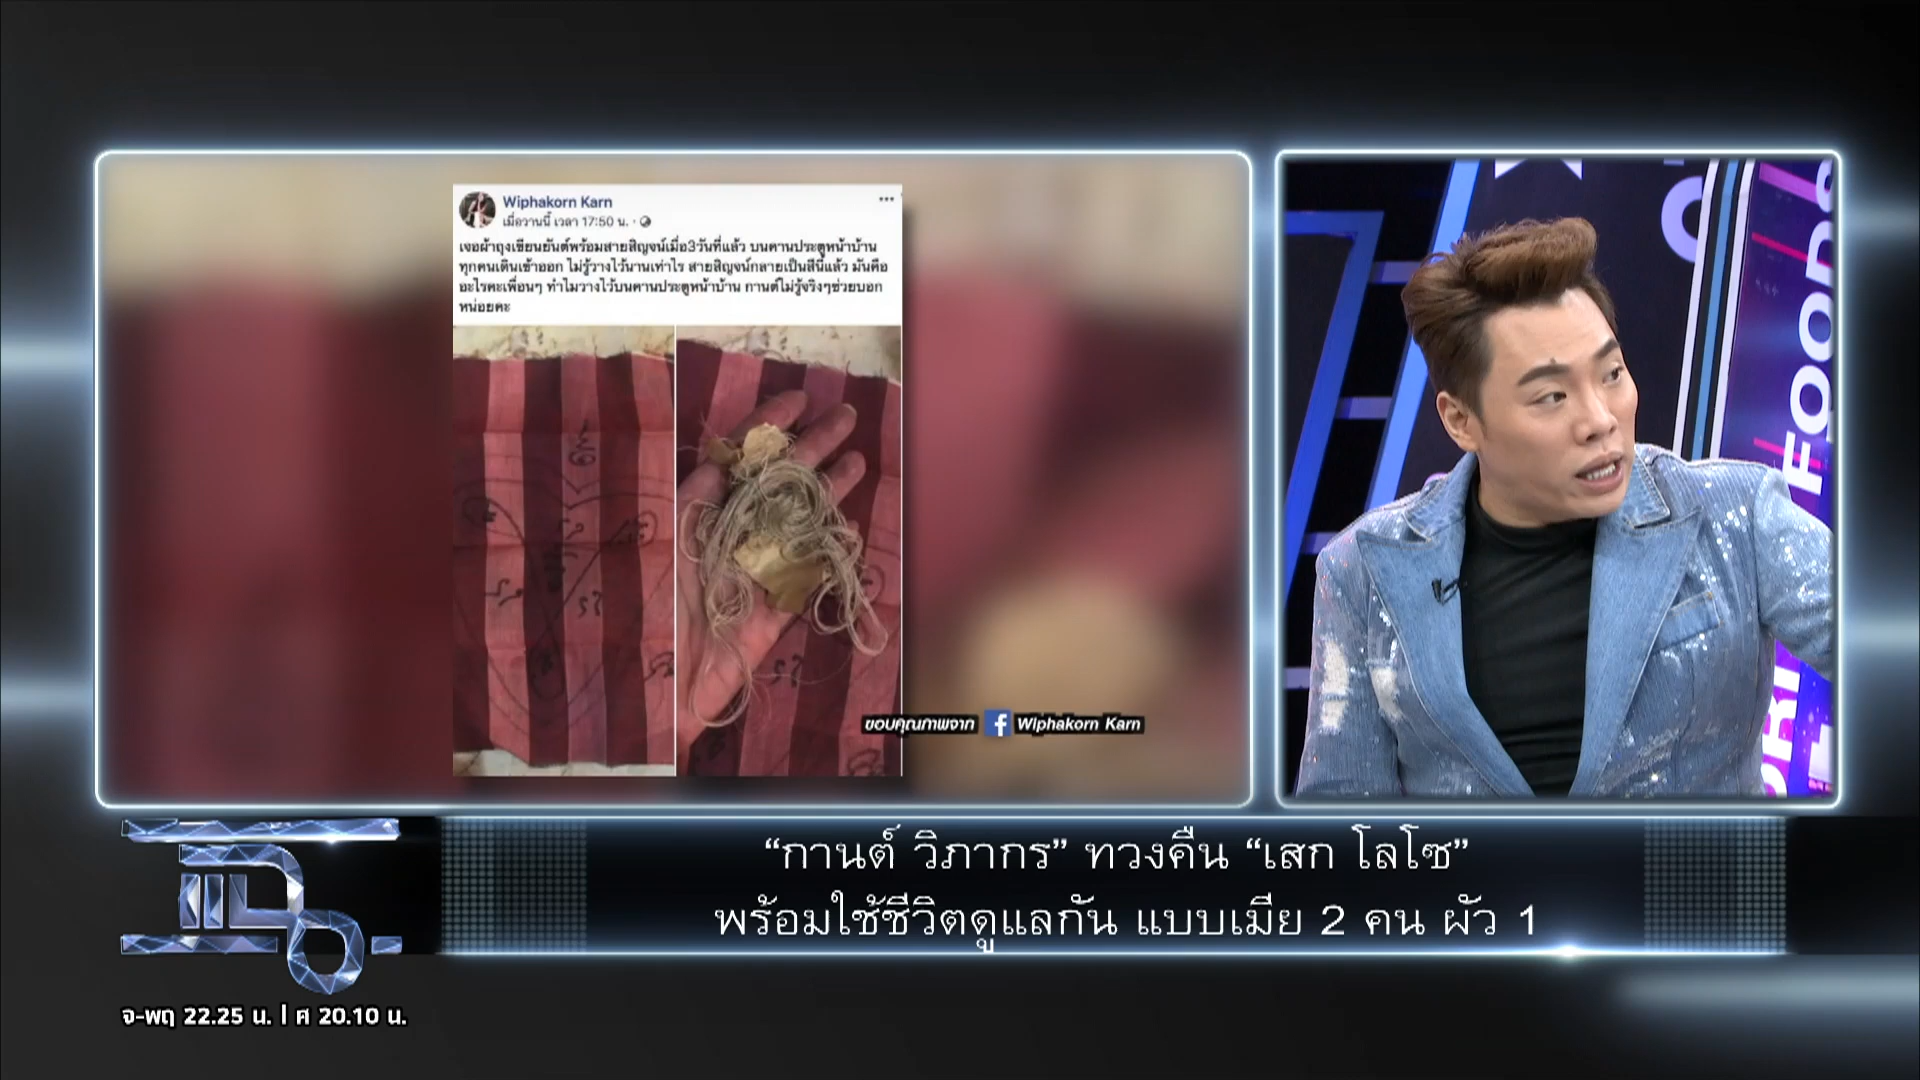 Wiphakorn Karn
เมื่อวานนี้ เวลา 17:50 น.
เจอผ้าถุงเขียนยันต์พร้อมสายสิญจน์เมื่อ3วันที่แล้ว บนคานประตูหน้าบ้าน
ทุกคนเดินเข้าออก ไม่รู้วางไว้นานเท่าไร สายสิญจน์กลายเป็นสีนี้แล้ว มันคือ
อะไรคะเพื่อนๆ ทำไมวางไว้บนคานประตูหน้าบ้าน กานต์ไม่รู้จริงๆช่วยบอก
หน่อยคะ
ขอบคุณภาพจาก f Wiphakorn Karn
FOODS
"กานต์ วิภากร" ทวงคืน "เสก โลโซ"
พร้อมใช้ชีวิตดูแลกัน แบบเมีย 2 คน ผัว 1
แฉ
จ-พฤ 22.25 น. | ศ 20.10 น.